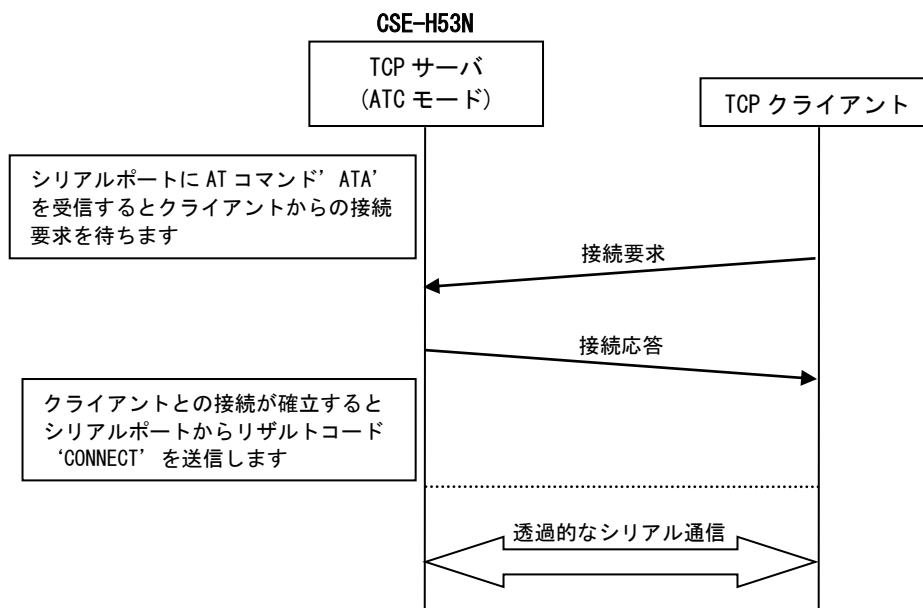 CSE-H53N
TCP サーバ
(ATC モード)
TCP クライアント
シリアルポートに AT コマンド’ ATA’
を受信するとクライアントからの接続
要求を待ちます
接続要求
接続応答
クライアントとの接続が確立すると
シリアルポートからリザルトコード
‘CONNECT’ を送信します
透過的なシリアル通信